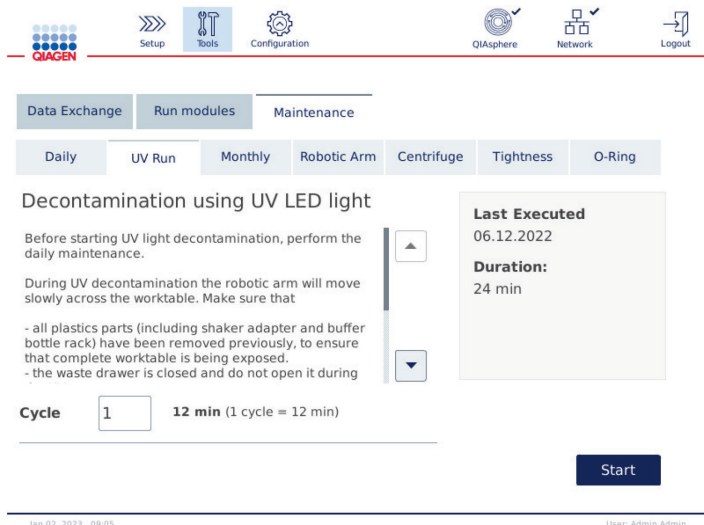 QIAGEN
Setup
Tools
Configuration
QIAsphere
Network
Logout
Data Exchange
Run modules
Maintenance
Daily
UV Run
Monthly
Robotic Arm
Centrifuge
Tightness
O-Ring
Decontamination using UV LED light
Before starting UV light decontamination, perform the
daily maintenance.
During UV decontamination the robotic arm will move
slowly across the worktable. Make sure that
- all plastics parts (including shaker adapter and buffer
bottle rack) have been removed previously, to ensure
that complete worktable is being exposed.
- the waste drawer is closed and do not open it during
Last Executed
06.12.2022
Duration:
24 min
Cycle
1
12 min (1 cycle = 12 min)
Start
Jan 02, 2023 09:05
User: Admin Admin